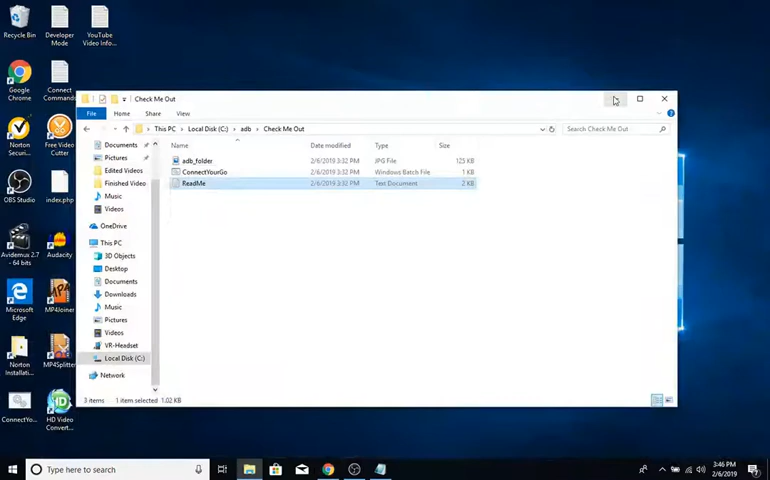 Recycle Bin
Developer
Mode
YouTube
Video Info...
Google
Chrome
Connect
Command...
Norton
Securi...
Free Video
Cutter
OBS Studio
index.php
Avidemux 2.7
- 64 bits
Audacity
Microsoft
Edge
MP4Joiner
Norton
Installati...
MP4Splitter
ConnectYo...
HD Video
Convert...
Check Me Out
File
Home
Share
View
This PC
Local Disk (C:)
adb
Check Me Out
Search Check Me Out
Documents
Pictures
Edited Videos
Finished Video
Music
Videos
OneDrive
This PC
3D Objects
Desktop
Documents
Downloads
Music
Pictures
Videos
VR-Headset
Local Disk (C:)
Network
Name
Date modified
Type
Size
adb_folder
2/6/2019 3:32 PM
JPG File
125 KB
ConnectYourGo
2/6/2019 3:32 PM
Windows Batch File
1 KB
ReadMe
2/6/2019 3:32 PM
Text Document
2 KB
3 items
1 item selected 1.02 KB
Type here to search
3:46 PM
2/6/2019